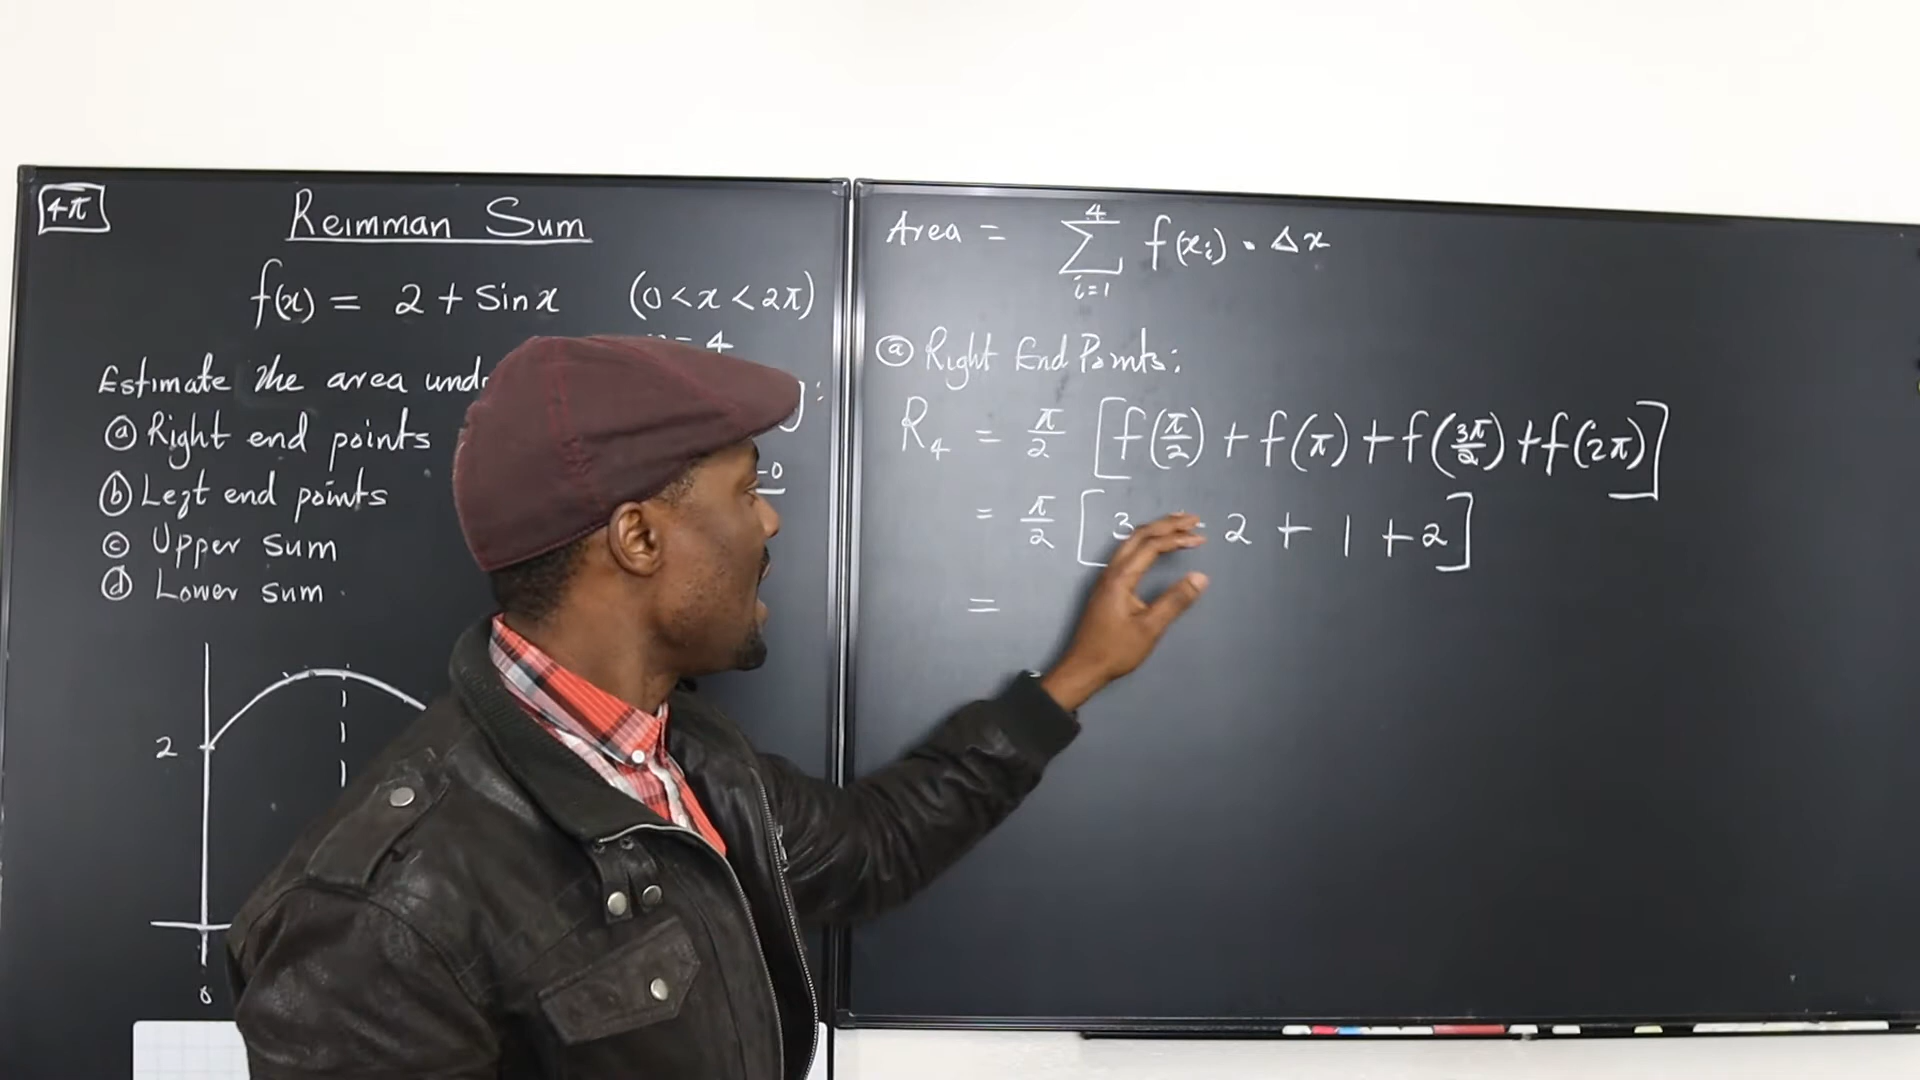 4π
Reimman Sum
f(x) = 2 + Sin x (0 < x < 2π)
= 4
Estimate the area
ⓐ Right end points
ⓑ Left end points
ⓒ Upper sum
ⓓ Lower sum
2
0
Area = 4 ∑ i=1 f(xᵢ) · Δx
ⓐ Right End Points:
R₄ = π/2 [f(π/2) + f(π) + f(3π/2) + f(2π)]
= π/2 [3 + 2 + 1 + 2]
=